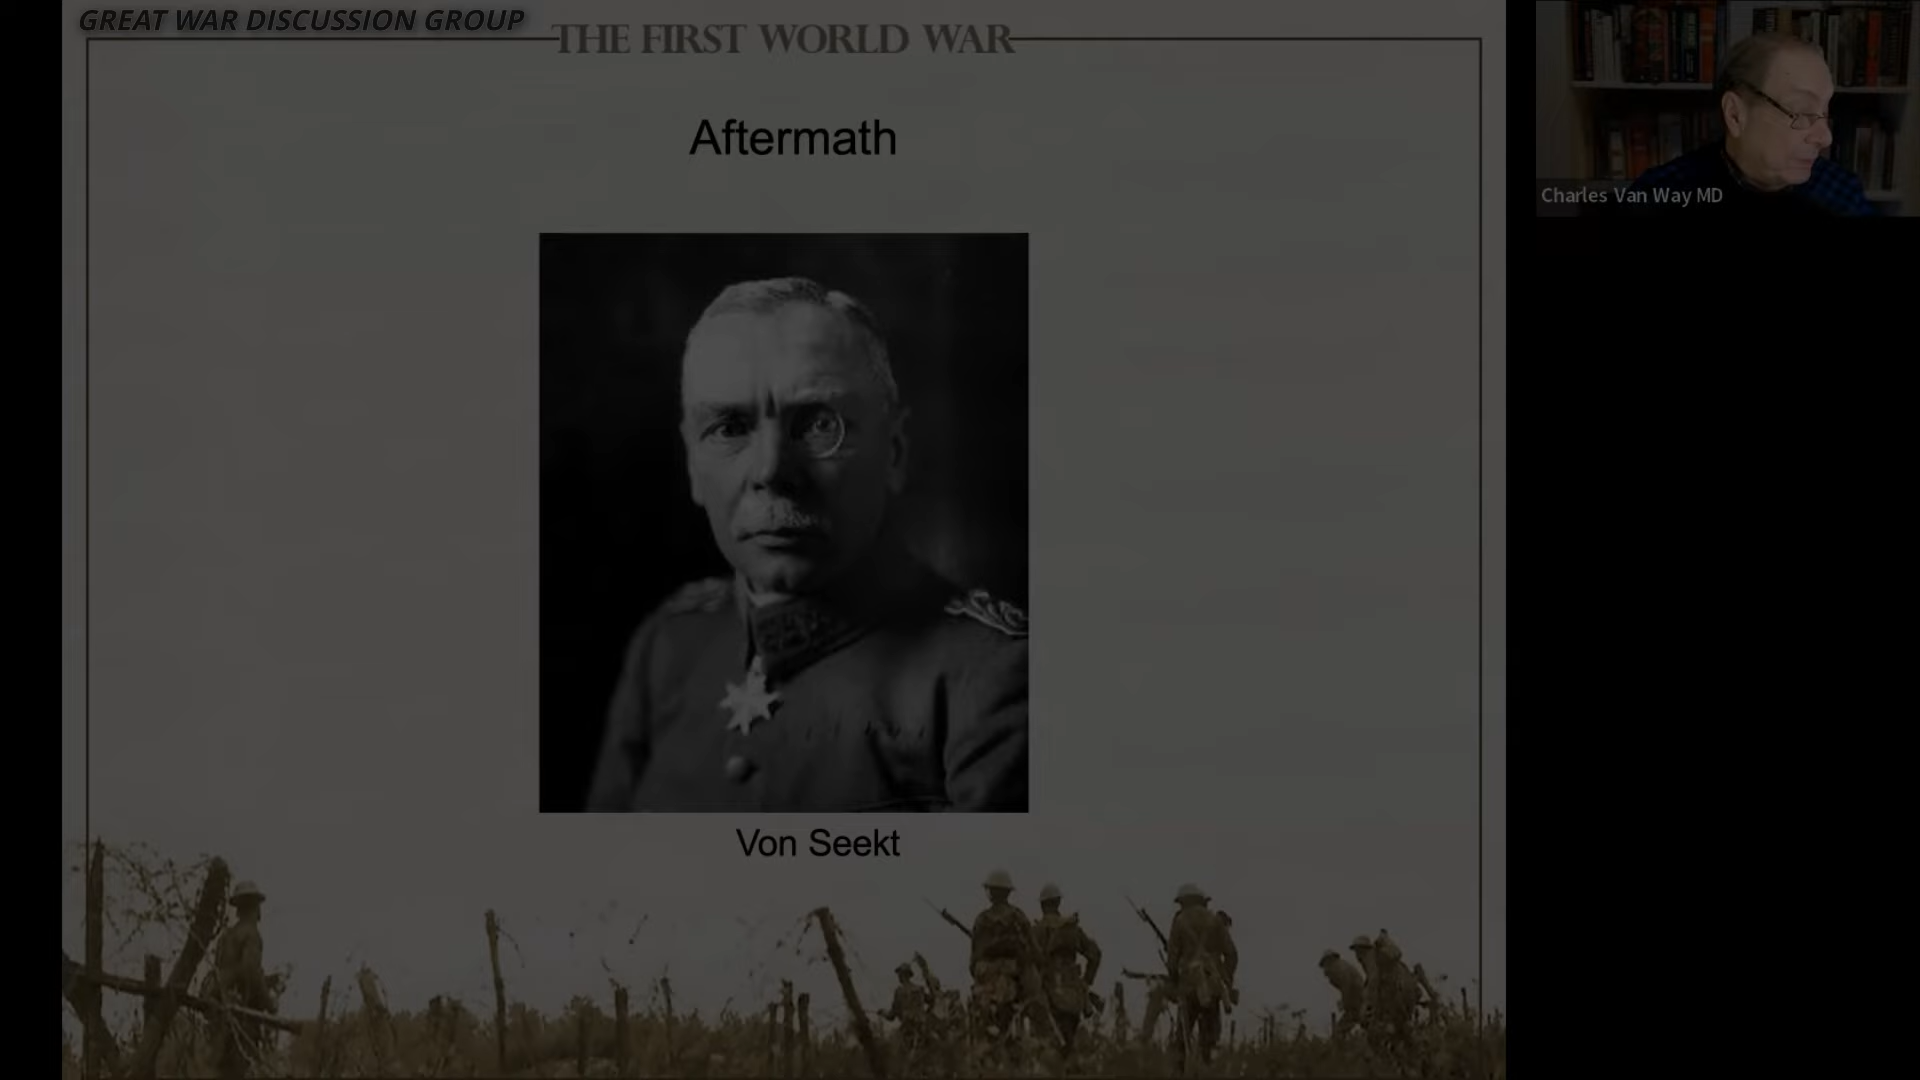 GREAT WAR DISCUSSION GROUP
THE FIRST WORLD WAR
Aftermath
Charles Van Way MD
Von Seekt